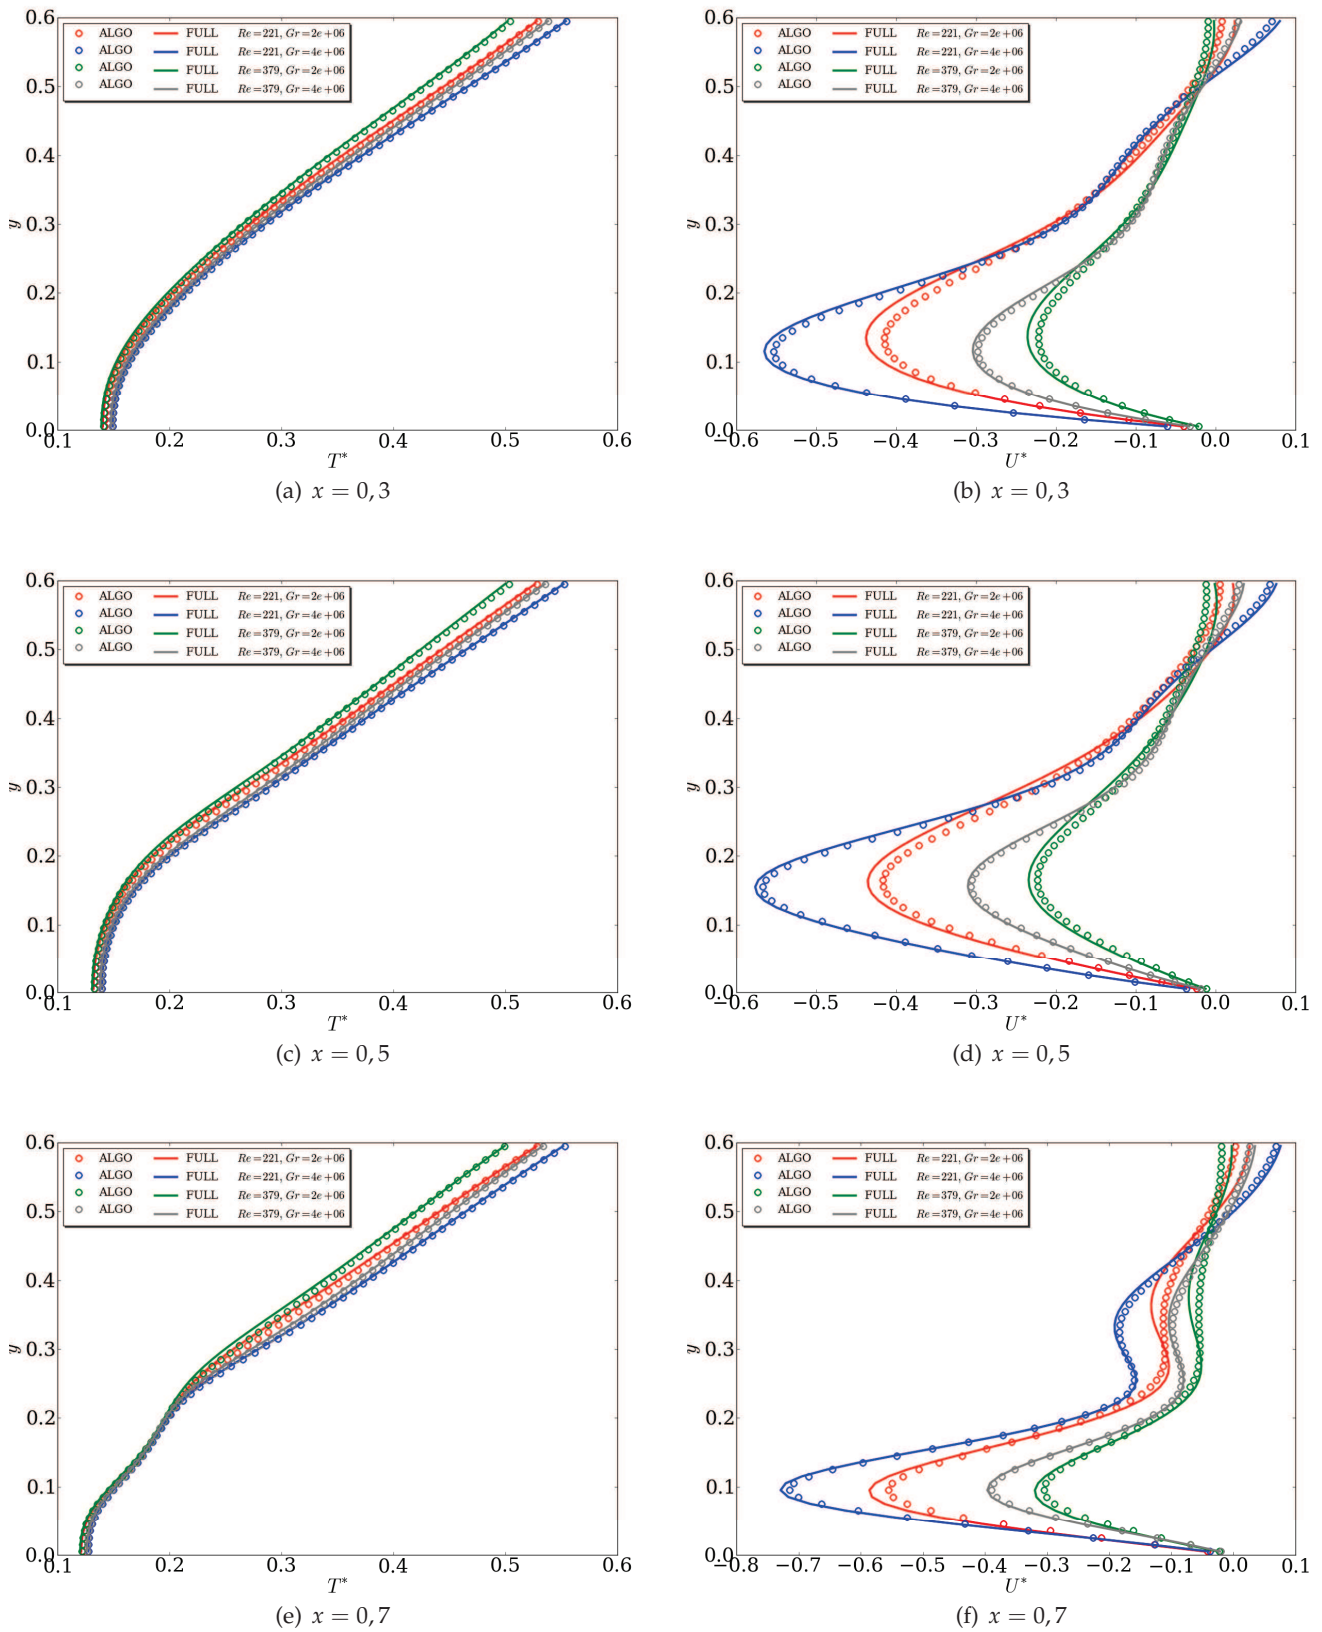 0.6
0.5
0.4
0.3
0.2
0.1
0.0
y
ALGO FULL Re=221, Gr=2e+06
ALGO FULL Re=221, Gr=4e+06
ALGO FULL Re=379, Gr=2e+06
ALGO FULL Re=379, Gr=4e+06
0.1 0.2 0.3 0.4 0.5 0.6
T*
(a) x = 0,3
0.6
0.5
0.4
0.3
0.2
0.1
0.0
y
ALGO FULL Re=221, Gr=2e+06
ALGO FULL Re=221, Gr=4e+06
ALGO FULL Re=379, Gr=2e+06
ALGO FULL Re=379, Gr=4e+06
−0.6 −0.5 −0.4 −0.3 −0.2 −0.1 0.0 0.1
U*
(b) x = 0,3
0.6
0.5
0.4
0.3
0.2
0.1
0.0
y
ALGO FULL Re=221, Gr=2e+06
ALGO FULL Re=221, Gr=4e+06
ALGO FULL Re=379, Gr=2e+06
ALGO FULL Re=379, Gr=4e+06
0.1 0.2 0.3 0.4 0.5 0.6
T*
(c) x = 0,5
0.6
0.5
0.4
0.3
0.2
0.1
0.0
y
ALGO FULL Re=221, Gr=2e+06
ALGO FULL Re=221, Gr=4e+06
ALGO FULL Re=379, Gr=2e+06
ALGO FULL Re=379, Gr=4e+06
−0.6 −0.5 −0.4 −0.3 −0.2 −0.1 0.0 0.1
U*
(d) x = 0,5
0.6
0.5
0.4
0.3
0.2
0.1
0.0
y
ALGO FULL Re=221, Gr=2e+06
ALGO FULL Re=221, Gr=4e+06
ALGO FULL Re=379, Gr=2e+06
ALGO FULL Re=379, Gr=4e+06
0.1 0.2 0.3 0.4 0.5 0.6
T*
(e) x = 0,7
0.6
0.5
0.4
0.3
0.2
0.1
0.0
y
ALGO FULL Re=221, Gr=2e+06
ALGO FULL Re=221, Gr=4e+06
ALGO FULL Re=379, Gr=2e+06
ALGO FULL Re=379, Gr=4e+06
−0.8 −0.7 −0.6 −0.5 −0.4 −0.3 −0.2 −0.1 0.0 0.1
U*
(f) x = 0,7